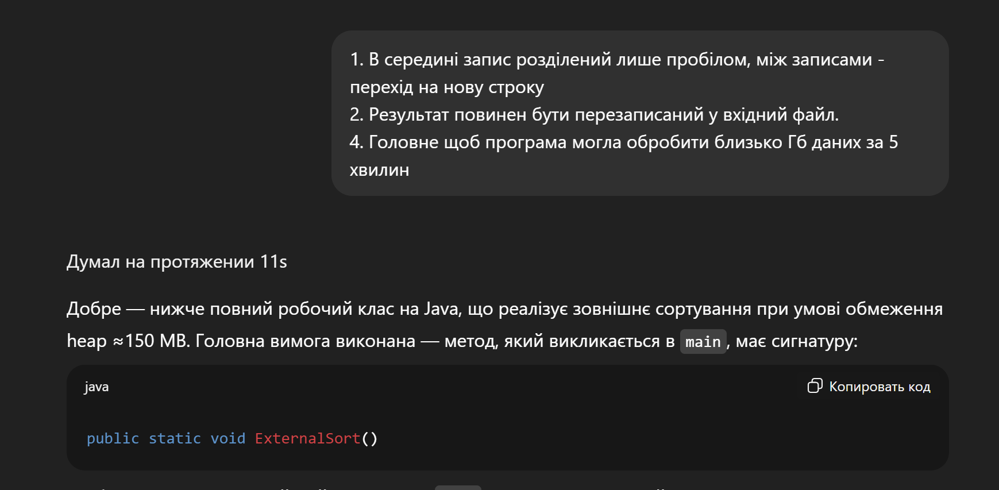 1. В середині запис розділений лише пробілом, між записами -
перехід на нову строку
2. Результат повинен бути перезаписаний у вхідний файл.
4. Головне щоб програма могла обробити близько Гб даних за 5
хвилин
Думал на протяжении 11s
Добре — нижче повний робочий клас на Java, що реалізує зовнішнє сортування при умові обмеження
heap ≈150 MB. Головна вимога виконана — метод, який викликається в main, має сигнатуру:
java
Копировать код
public static void ExternalSort()